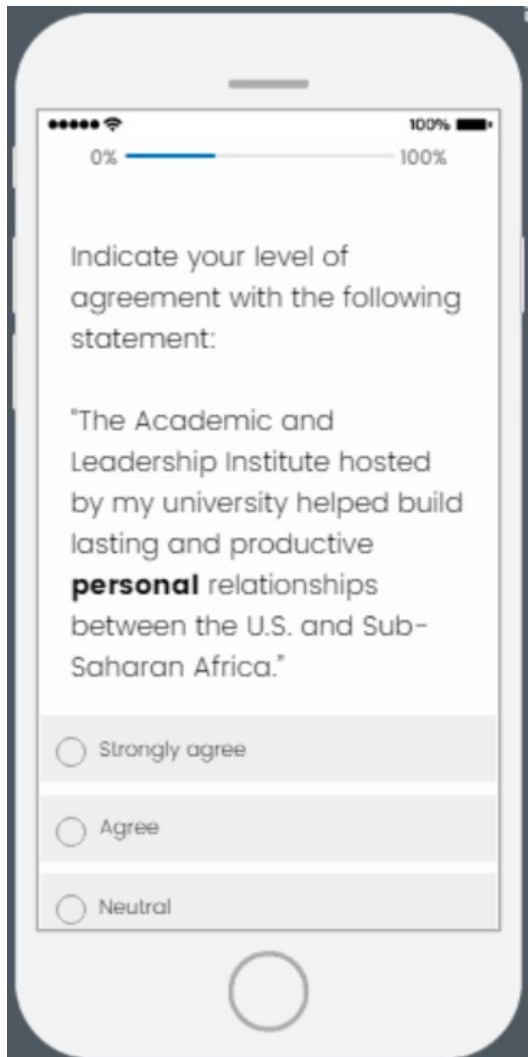 100%
0% 100%
Indicate your level of
agreement with the following
statement:
"The Academic and
Leadership Institute hosted
by my university helped build
lasting and productive
personal relationships
between the U.S. and Sub-
Saharan Africa."
Strongly agree
Agree
Neutral